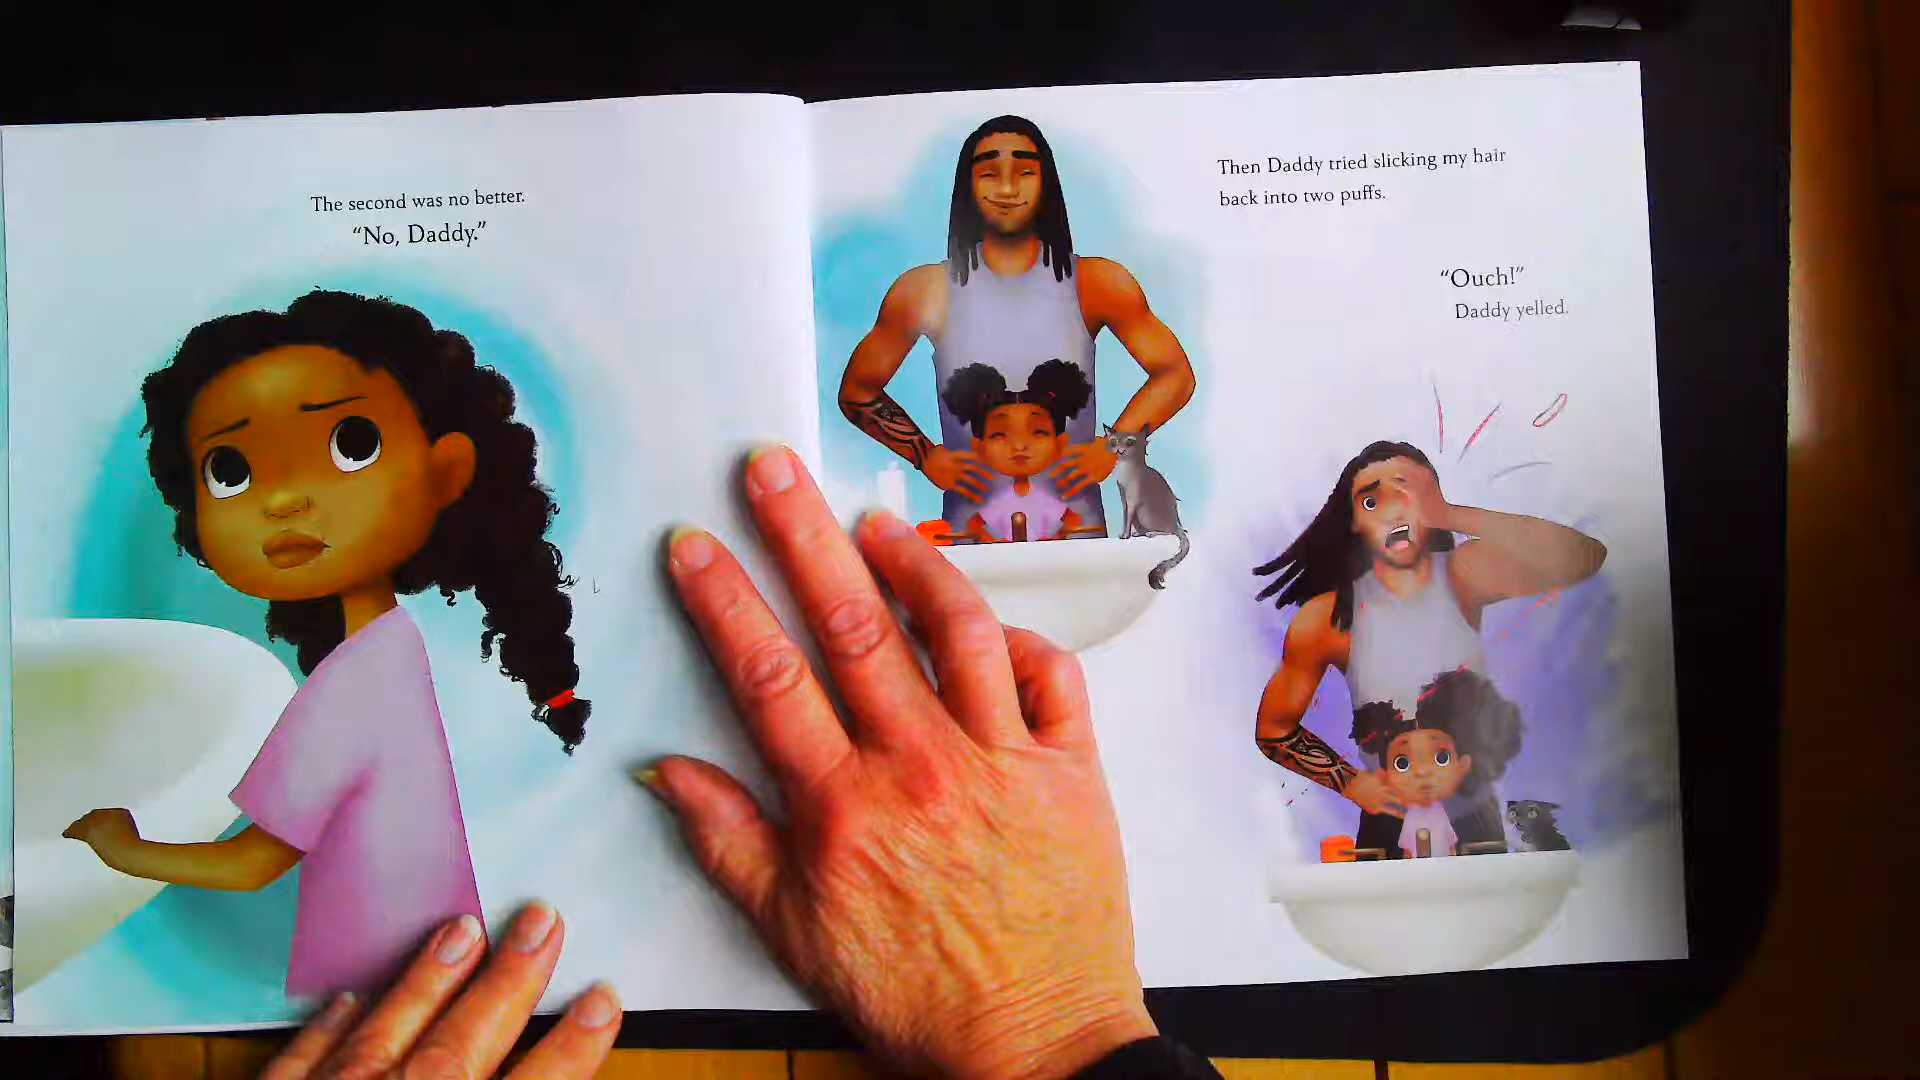 The second was no better.
“No, Daddy.”
Then Daddy tried slicking my hair
back into two puffs.
“Ouch!”
Daddy yelled.